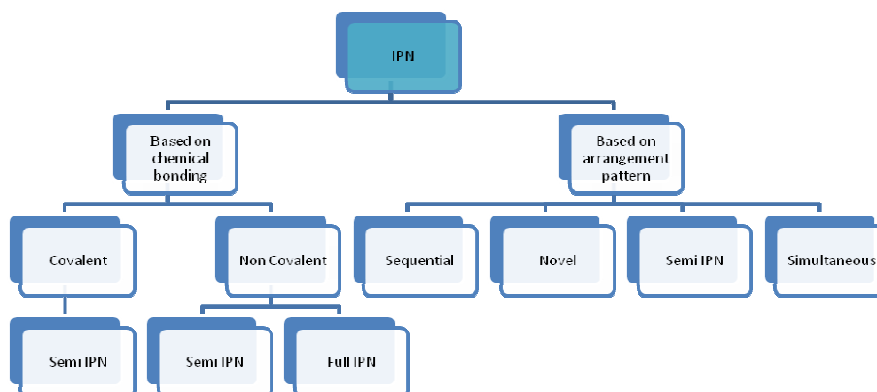 IPN
Based on
chemical
bonding
Based on
arrangement
pattern
Covalent
Non Covalent
Sequential
Novel
Semi IPN
Simultaneous
Semi IPN
Semi IPN
Full IPN